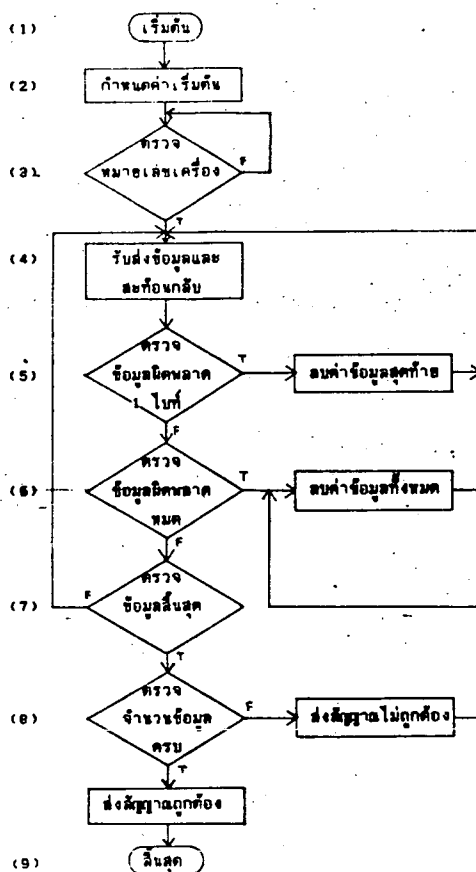 (1) เริ่มต้น
(2) กำหนดค่าเริ่มต้น
(3) ตรวจ
หมายเลขเครื่อง F
T
(4) รับส่งข้อมูลและ
สะท้อนกลับ
ตรวจ
(5) ข้อมูลผิดพลาด T ลบค่าข้อมูลสุดท้าย
1 ไบท์
F
ตรวจ
(6) ข้อมูลผิดพลาด T ลบค่าข้อมูลทั้งหมด
หมด
F
ตรวจ
(7) F ข้อมูลสิ้นสุด
T
ตรวจ
(8) จำนวนข้อมูล F ส่งสัญญาณไม่ถูกต้อง
ครบ
T
ส่งสัญญาณถูกต้อง
(9) สิ้นสุด